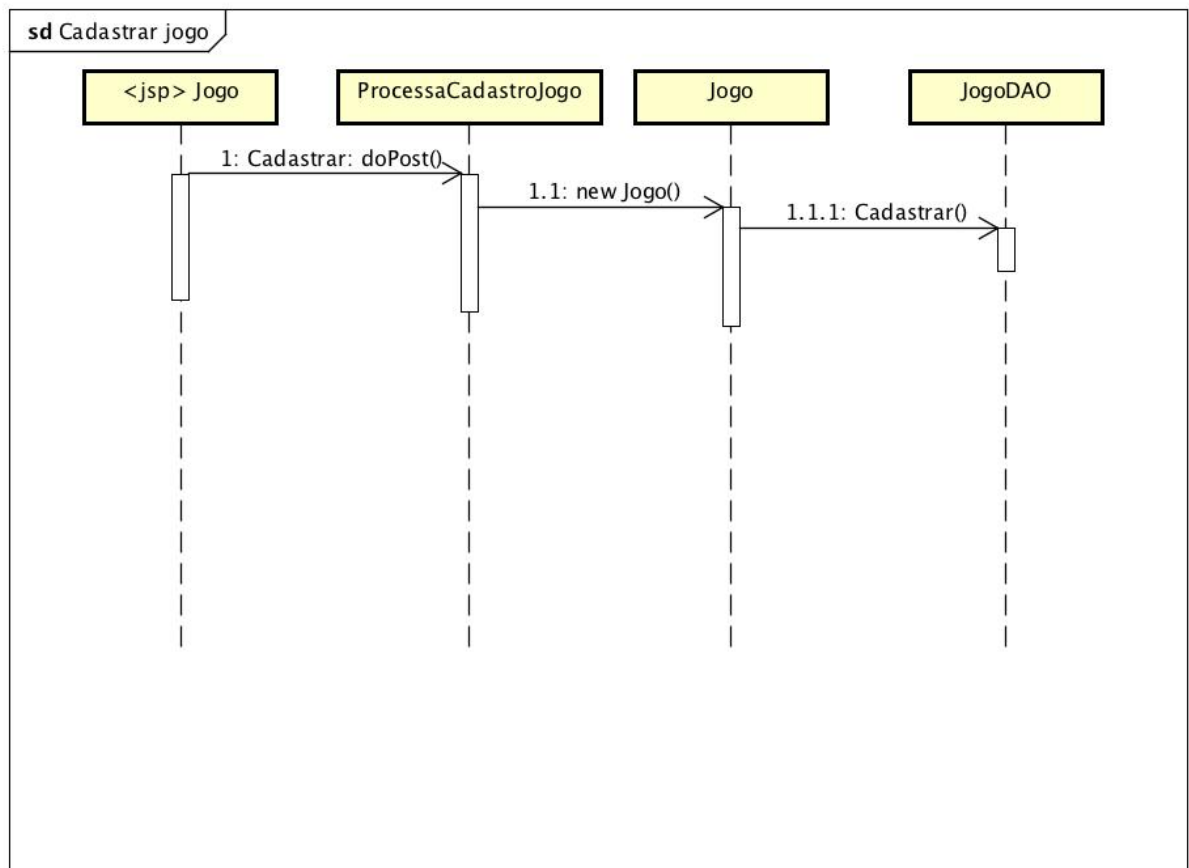 sd Cadastrar jogo
<jsp> Jogo
ProcessaCadastroJogo
Jogo
JogoDAO
1: Cadastrar: doPost()
1.1: new Jogo()
1.1.1: Cadastrar()